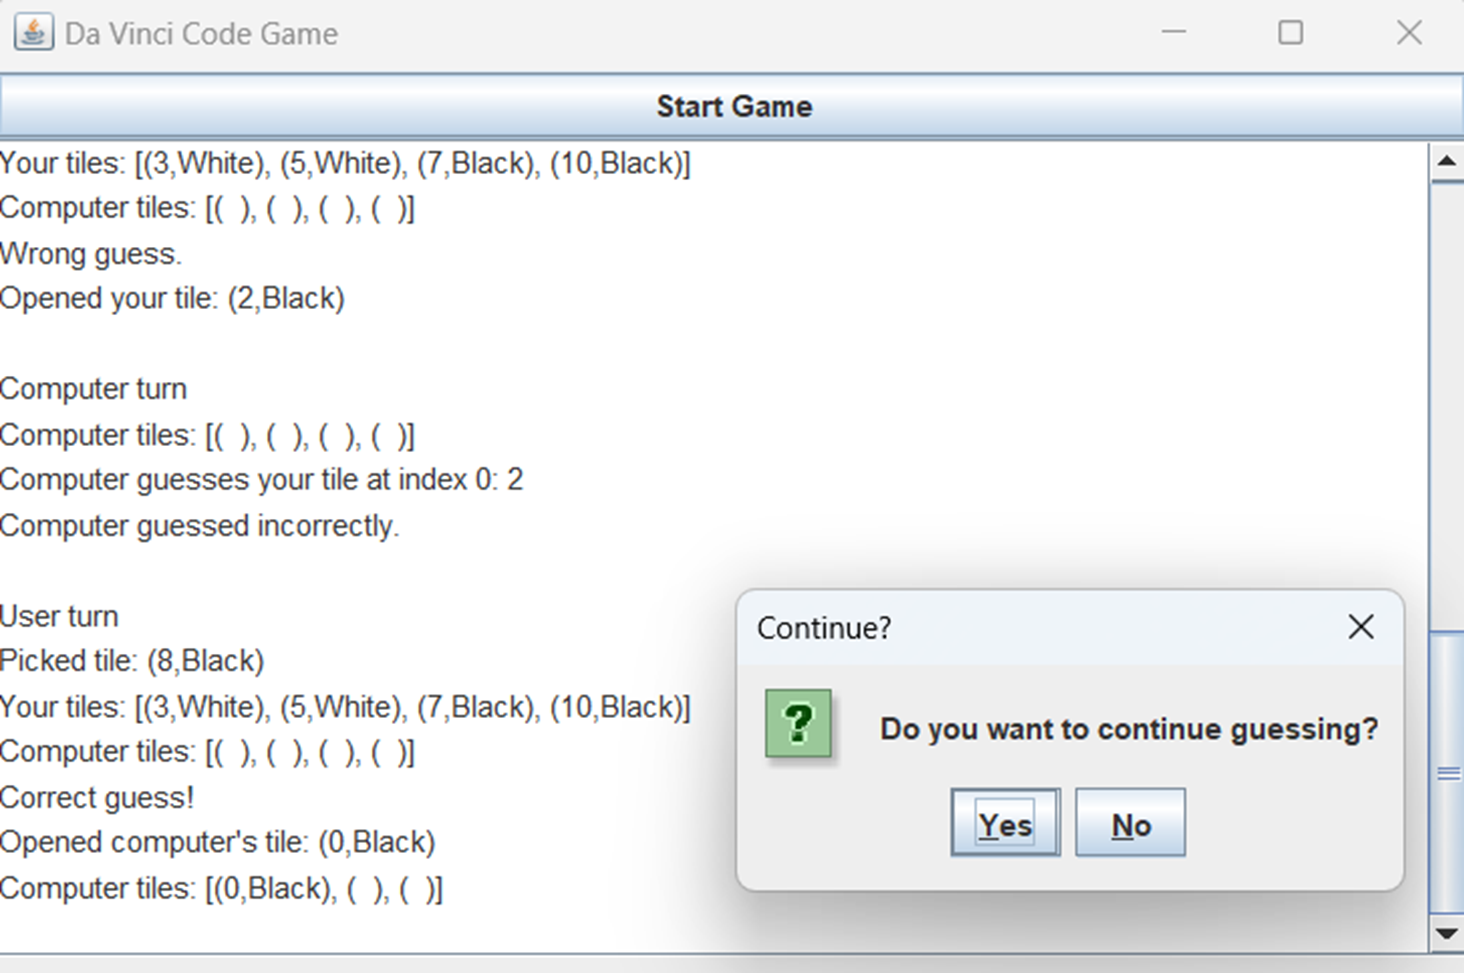 Da Vinci Code Game
Start Game
Your tiles: [(3,White), (5,White), (7,Black), (10,Black)]
Computer tiles: [(  ), (  ), (  ), (  )]
Wrong guess.
Opened your tile: (2,Black)
Computer turn
Computer tiles: [(  ), (  ), (  ), (  )]
Computer guesses your tile at index 0: 2
Computer guessed incorrectly.
User turn
Picked tile: (8,Black)
Your tiles: [(3,White), (5,White), (7,Black), (10,Black)]
Computer tiles: [(  ), (  ), (  ), (  )]
Correct guess!
Opened computer's tile: (0,Black)
Computer tiles: [(0,Black), (  ), (  )]
Continue?
Do you want to continue guessing?
Yes No